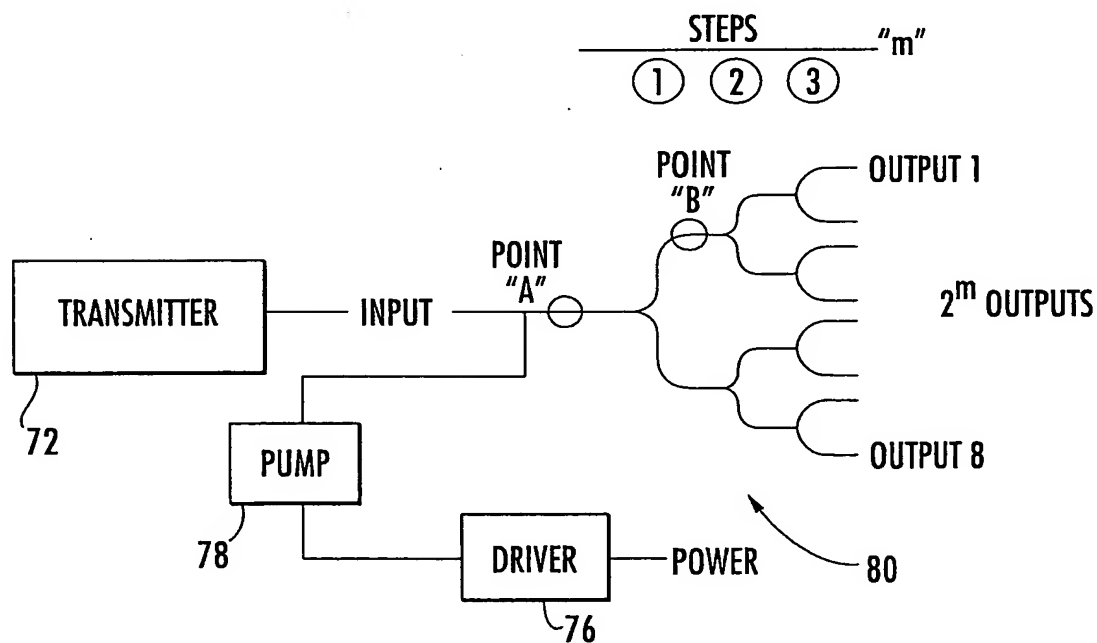 STEPS
"m"
1 2 3
POINT
"B"
OUTPUT 1
POINT
"A"
TRANSMITTER
INPUT
2^m OUTPUTS
72
PUMP
OUTPUT 8
78
DRIVER
POWER
80
76